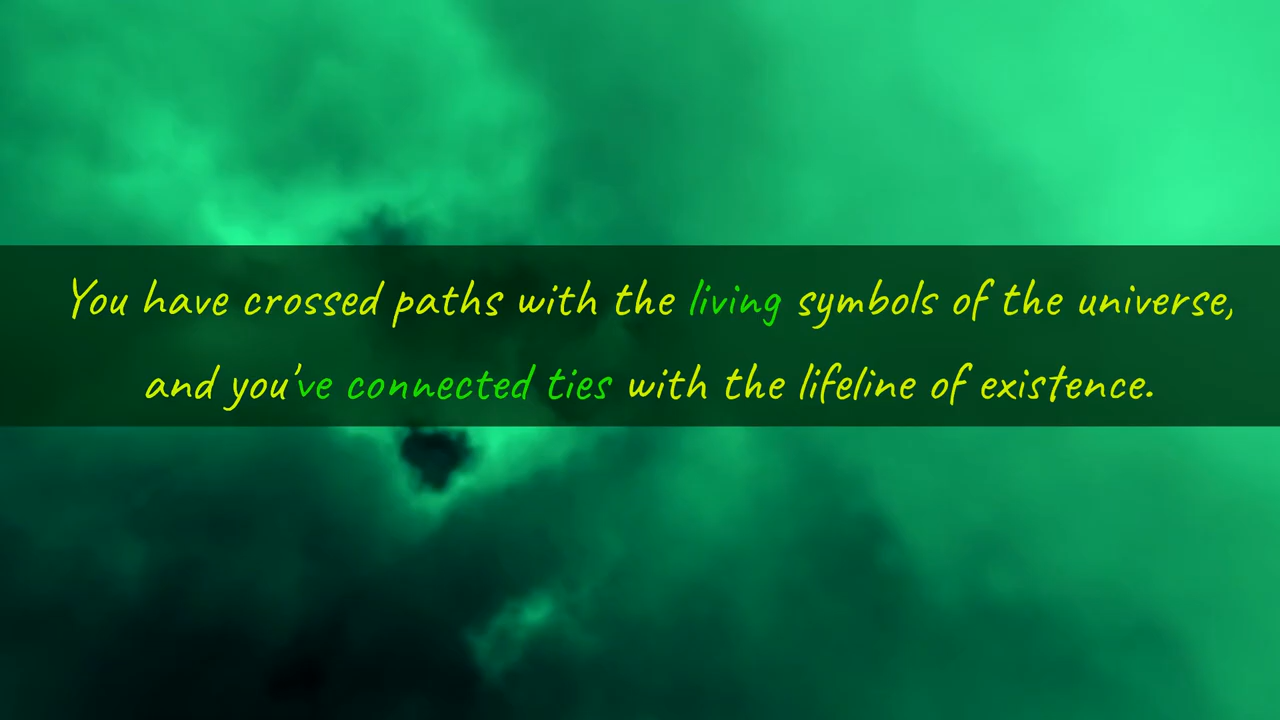 You have crossed paths with the living symbols of the universe,
and you've connected ties with the lifeline of existence.